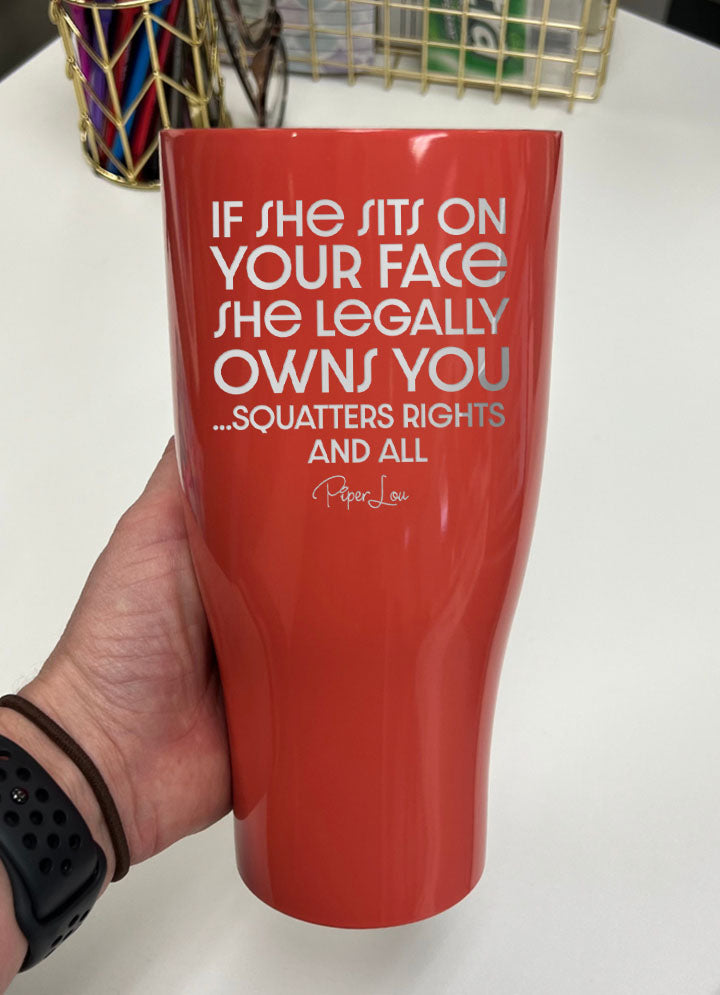 IF SHe SITS ON
YOUR FACe
SHe LeGALLY
OWNS YOU
...SQUATTERS RIGHTS
AND ALL
Piper Lou